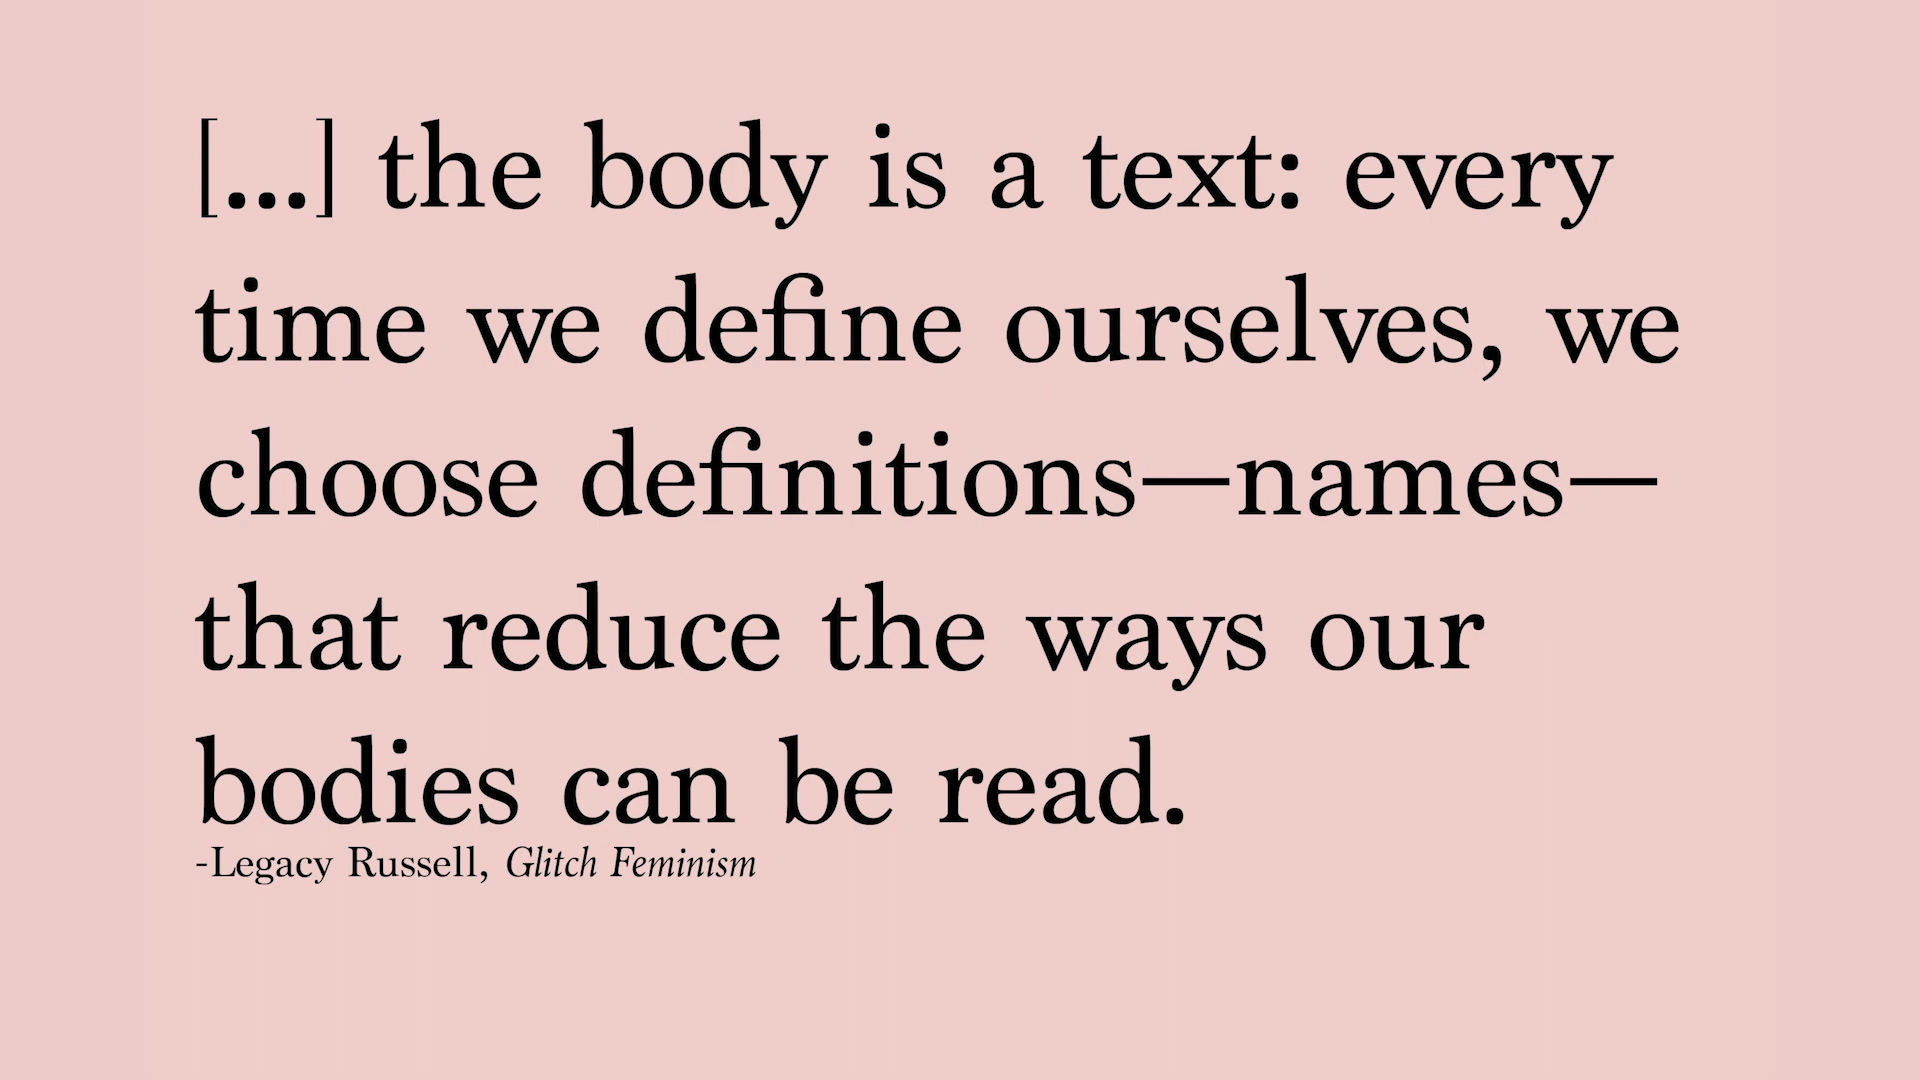 [...] the body is a text: every
time we define ourselves, we
choose definitions—names—
that reduce the ways our
bodies can be read.
-Legacy Russell, Glitch Feminism